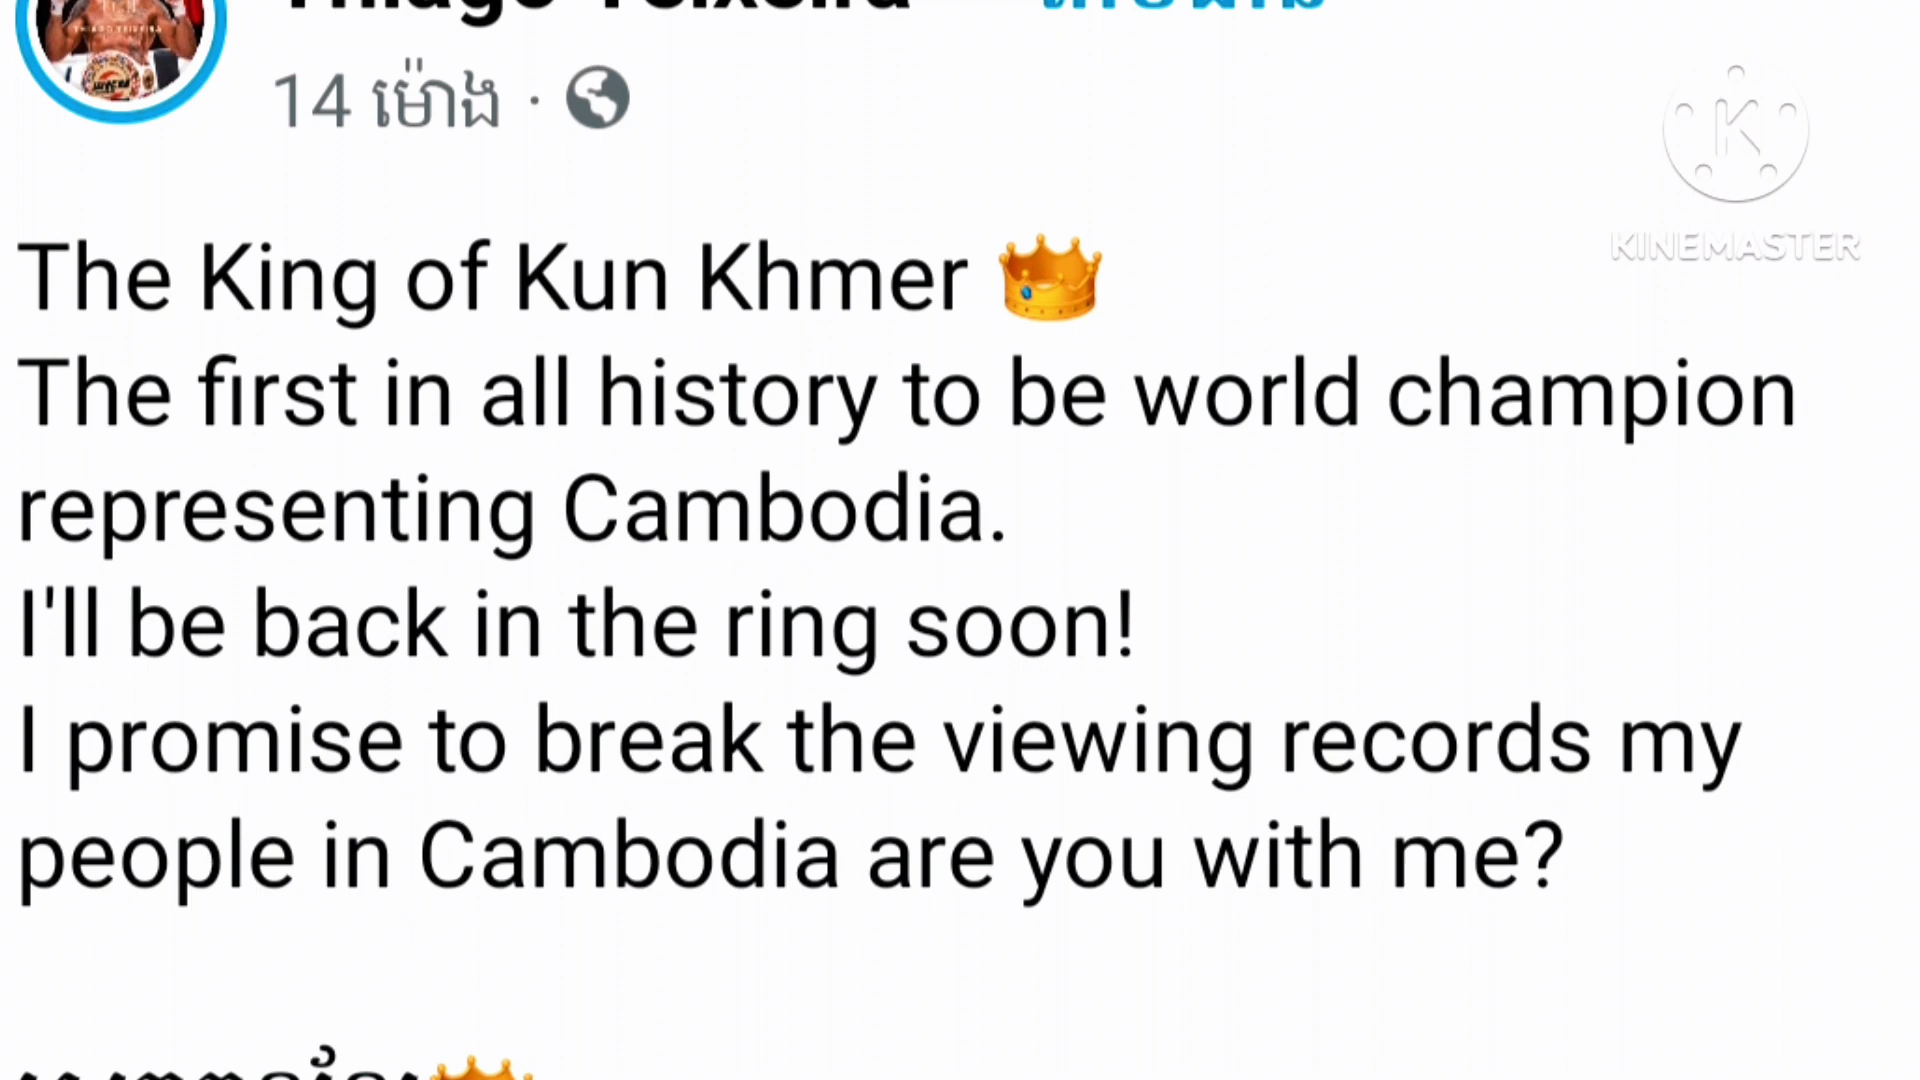 Thiago Teixeira
14 ម៉ោង ·
KINEMASTER
The King of Kun Khmer 👑
The first in all history to be world champion
representing Cambodia.
I'll be back in the ring soon!
I promise to break the viewing records my
people in Cambodia are you with me?